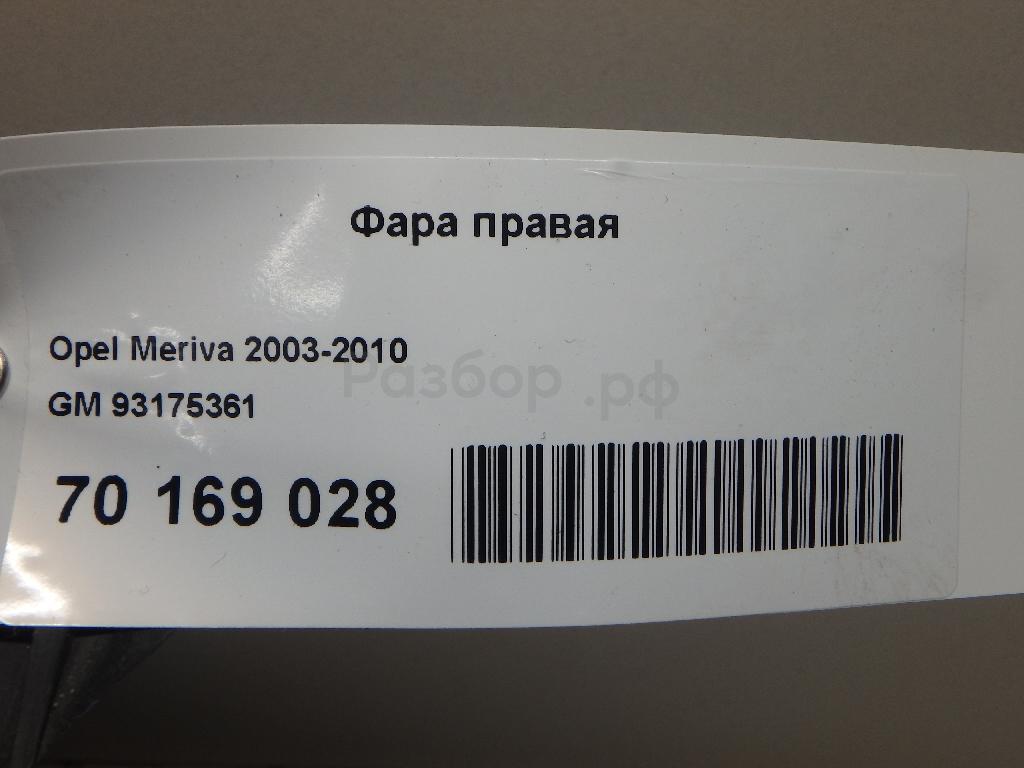 Фара правая
Opel Meriva 2003-2010
Разбор.рф
GM 93175361
70 169 028